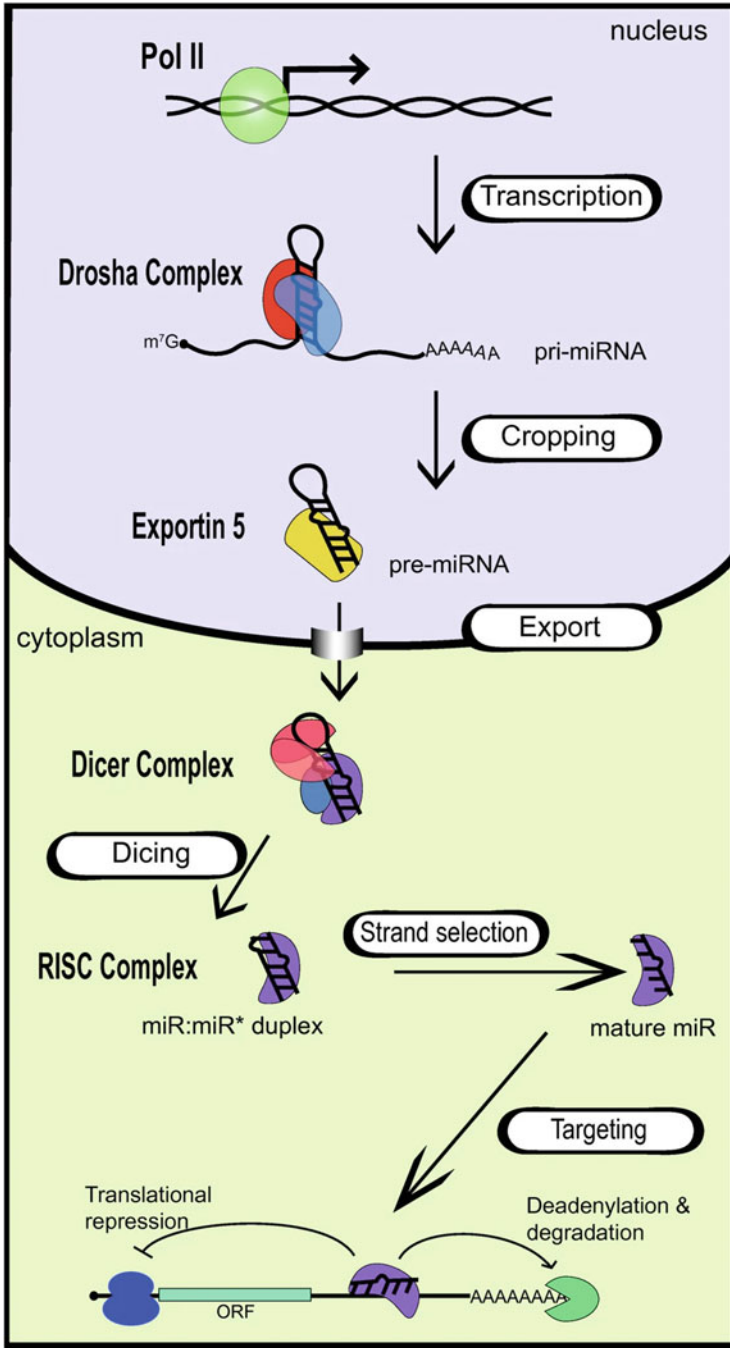 nucleus
Pol II
Transcription
Drosha Complex
m⁷G
AAAAAA
pri-miRNA
Cropping
Exportin 5
pre-miRNA
Export
cytoplasm
Dicer Complex
Dicing
Strand selection
RISC Complex
miR:miR* duplex
mature miR
Targeting
Translational
repression
Deadenylation &
degradation
ORF
AAAAAAAA